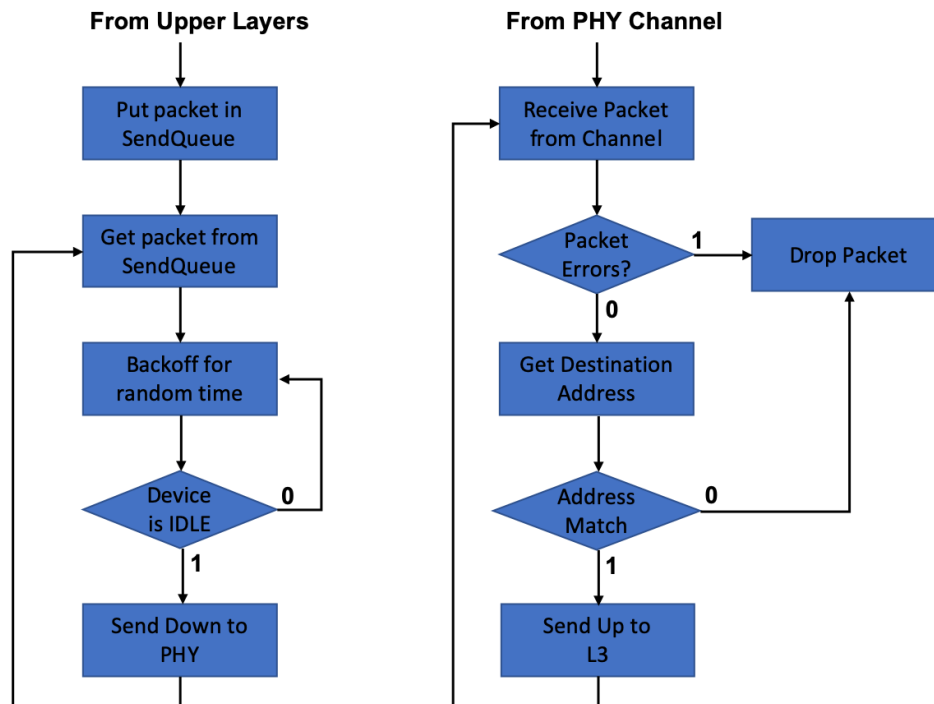 From Upper Layers
Put packet in
SendQueue
Get packet from
SendQueue
Backoff for
random time
Device
is IDLE
0
1
Send Down to
PHY
From PHY Channel
Receive Packet
from Channel
Packet
Errors?
1
Drop Packet
0
Get Destination
Address
Address
Match
0
1
Send Up to
L3